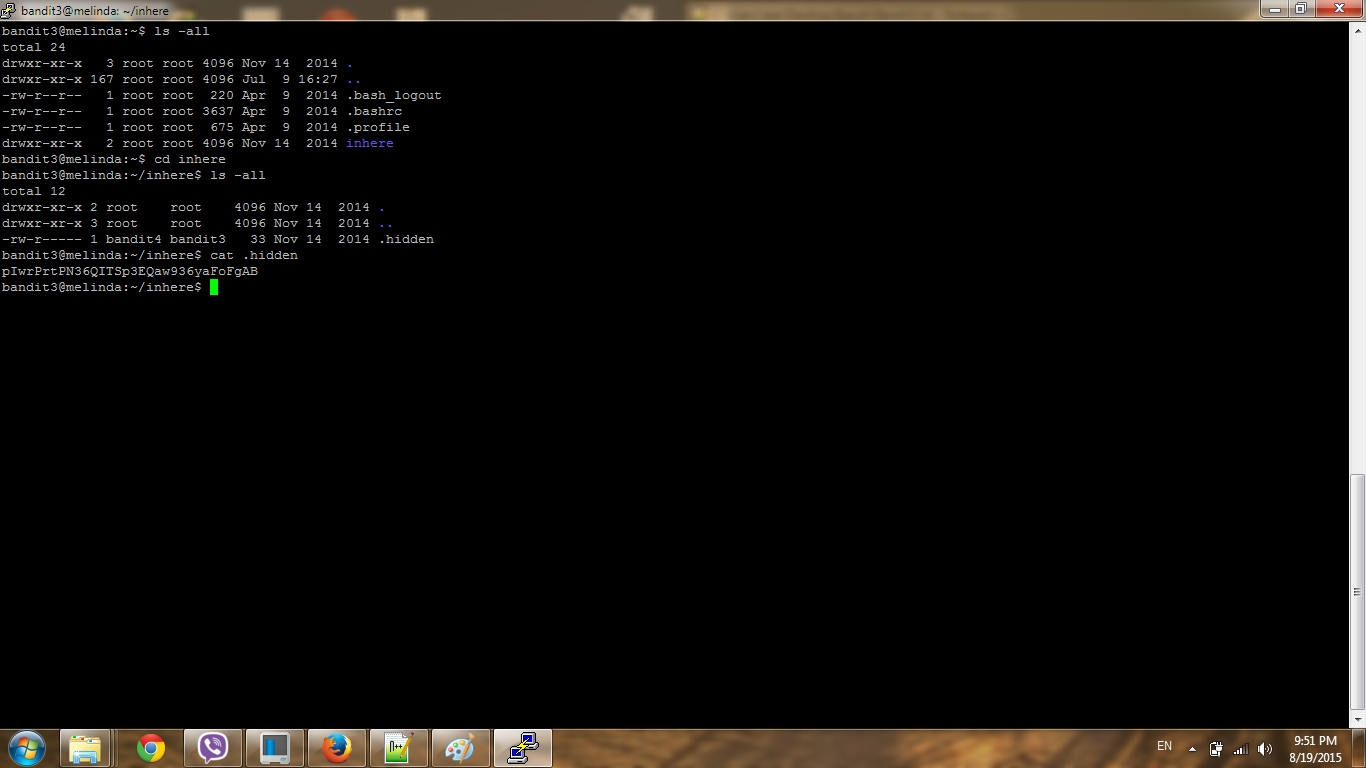 bandit3@melinda: ~/inhere
bandit3@melinda:~$ ls -all
total 24
drwxr-xr-x   3 root root 4096 Nov 14  2014 .
drwxr-xr-x 167 root root 4096 Jul  9 16:27 ..
-rw-r--r--   1 root root  220 Apr  9  2014 .bash_logout
-rw-r--r--   1 root root 3637 Apr  9  2014 .bashrc
-rw-r--r--   1 root root  675 Apr  9  2014 .profile
drwxr-xr-x   2 root root 4096 Nov 14  2014 inhere
bandit3@melinda:~$ cd inhere
bandit3@melinda:~/inhere$ ls -all
total 12
drwxr-xr-x 2 root    root    4096 Nov 14  2014 .
drwxr-xr-x 3 root    root    4096 Nov 14  2014 ..
-rw-r----- 1 bandit4 bandit3   33 Nov 14  2014 .hidden
bandit3@melinda:~/inhere$ cat .hidden
pIwrPrtPN36QITSp3EQaw936yaFoFgAB
bandit3@melinda:~/inhere$
EN
9:51 PM
8/19/2015